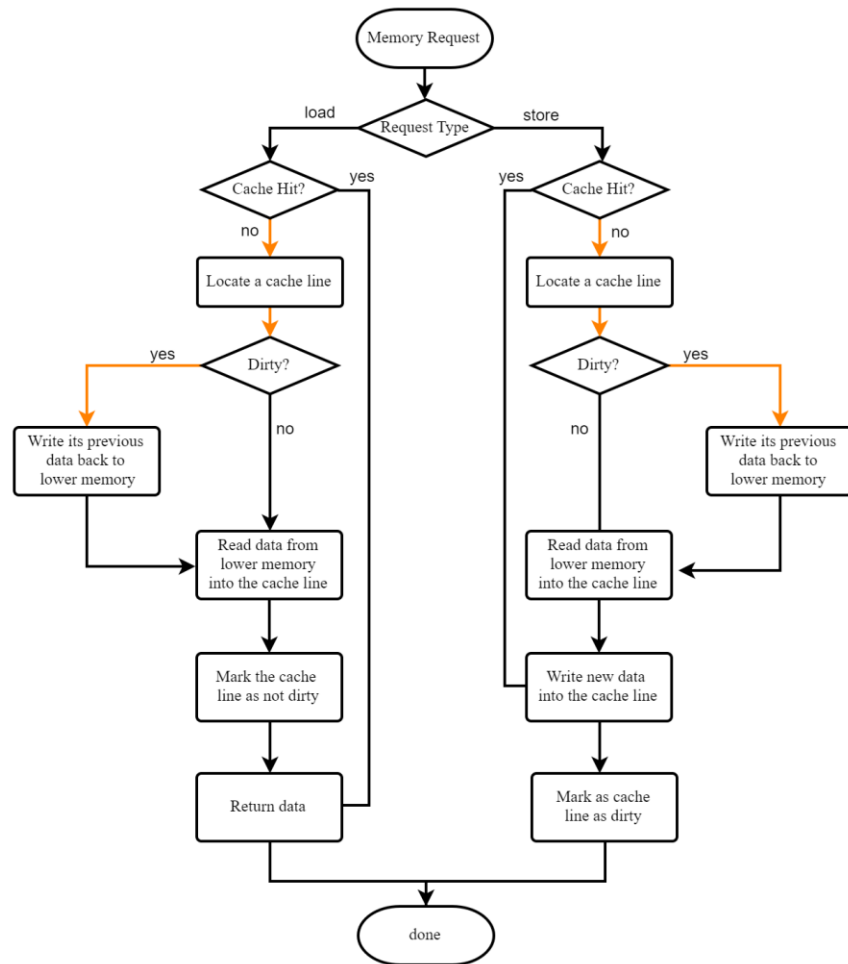 Memory Request
load
Request Type
store
Cache Hit?
yes
yes
Cache Hit?
no
no
Locate a cache line
Locate a cache line
yes
Dirty?
Dirty?
yes
no
no
Write its previous
data back to
lower memory
Write its previous
data back to
lower memory
Read data from
lower memory
into the cache line
Read data from
lower memory
into the cache line
Mark the cache
line as not dirty
Write new data
into the cache line
Return data
Mark as cache
line as dirty
done